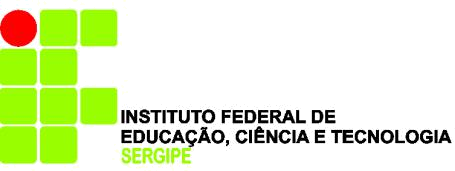 INSTITUTO FEDERAL DE
EDUCAÇÃO, CIÊNCIA E TECNOLOGIA
SERGIPE